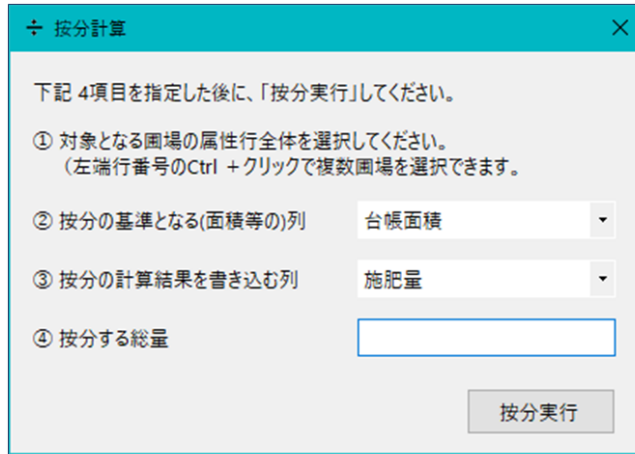 ÷ 按分計算
下記 4項目を指定した後に、「按分実行」してください。
① 対象となる圃場の属性行全体を選択してください。
（左端行番号のCtrl +クリックで複数圃場を選択できます。
② 按分の基準となる(面積等の)列 台帳面積
③ 按分の計算結果を書き込む列 施肥量
④ 按分する総量
按分実行